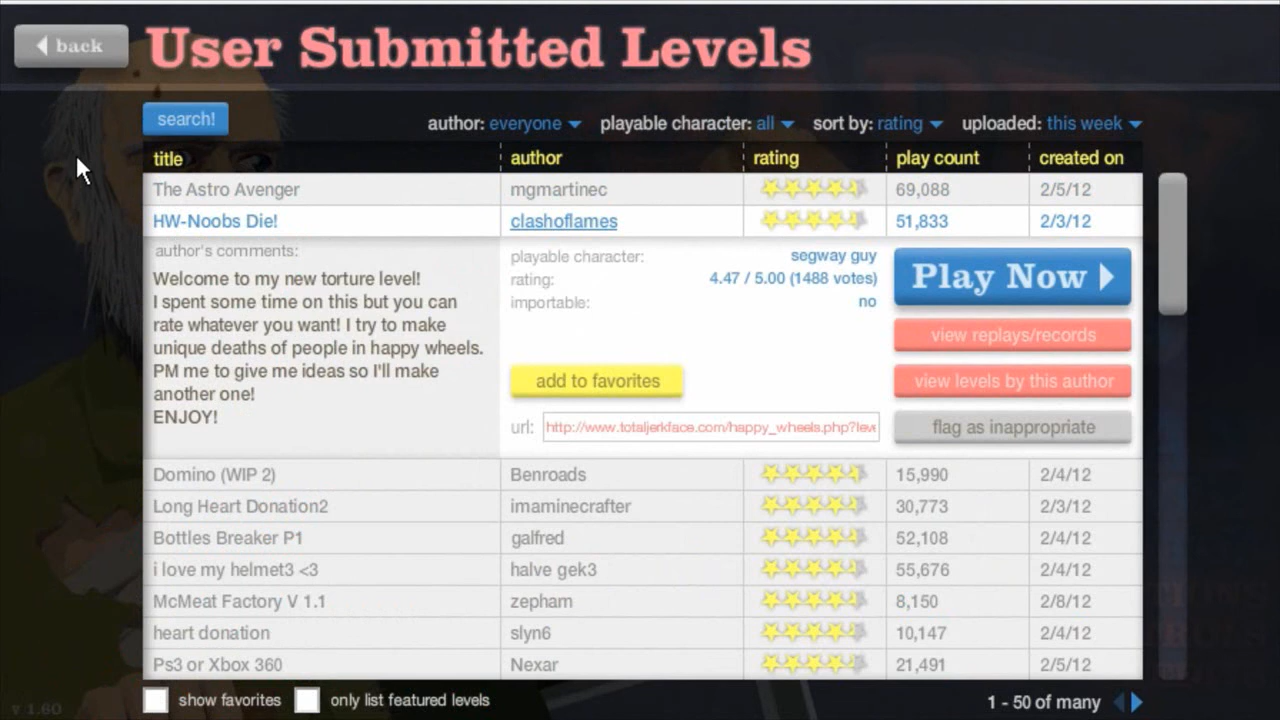 back
User Submitted Levels
search!
author: everyone playable character: all sort by: rating uploaded: this week
title author rating play count created on
The Astro Avenger mgmartinec 69,088 2/5/12
HW-Noobs Die! clashoflames 51,833 2/3/12
author's comments:
Welcome to my new torture level!
I spent some time on this but you can
rate whatever you want! I try to make
unique deaths of people in happy wheels.
PM me to give me ideas so I'll make
another one!
ENJOY!
playable character: segway guy
rating: 4.47 / 5.00 (1488 votes)
importable: no
add to favorites
url: http://www.totaljerkface.com/happy_wheels.php?leve
Play Now
view replays/records
view levels by this author
flag as inappropriate
Domino (WIP 2) Benroads 15,990 2/4/12
Long Heart Donation2 imaminecrafter 30,773 2/3/12
Bottles Breaker P1 galfred 52,108 2/4/12
i love my helmet3 <3 halve gek3 55,676 2/4/12
McMeat Factory V 1.1 zepham 8,150 2/8/12
heart donation slyn6 10,147 2/4/12
Ps3 or Xbox 360 Nexar 21,491 2/5/12
show favorites only list featured levels 1 - 50 of many
v 1.60